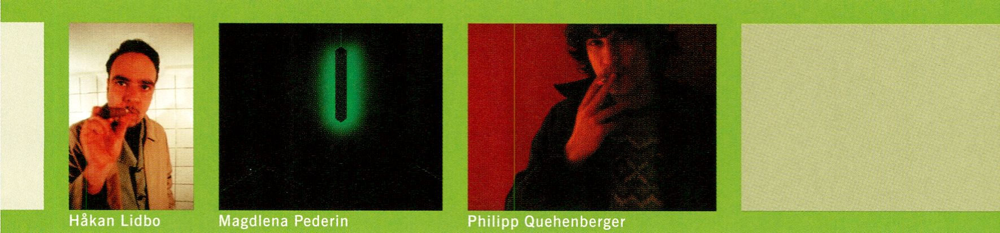 Håkan Lidbo
Magdlena Pederin
Philipp Quehenberger